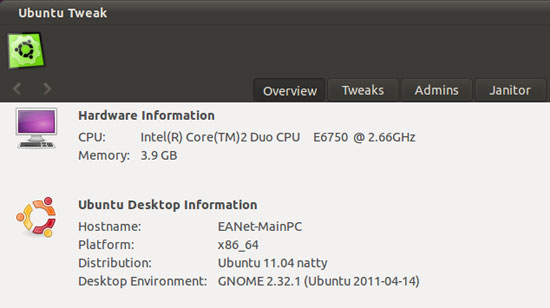 Ubuntu Tweak
Overview Tweaks Admins Janitor
Hardware Information
CPU: Intel(R) Core(TM)2 Duo CPU E6750 @ 2.66GHz
Memory: 3.9 GB
Ubuntu Desktop Information
Hostname: EANet-MainPC
Platform: x86_64
Distribution: Ubuntu 11.04 natty
Desktop Environment: GNOME 2.32.1 (Ubuntu 2011-04-14)